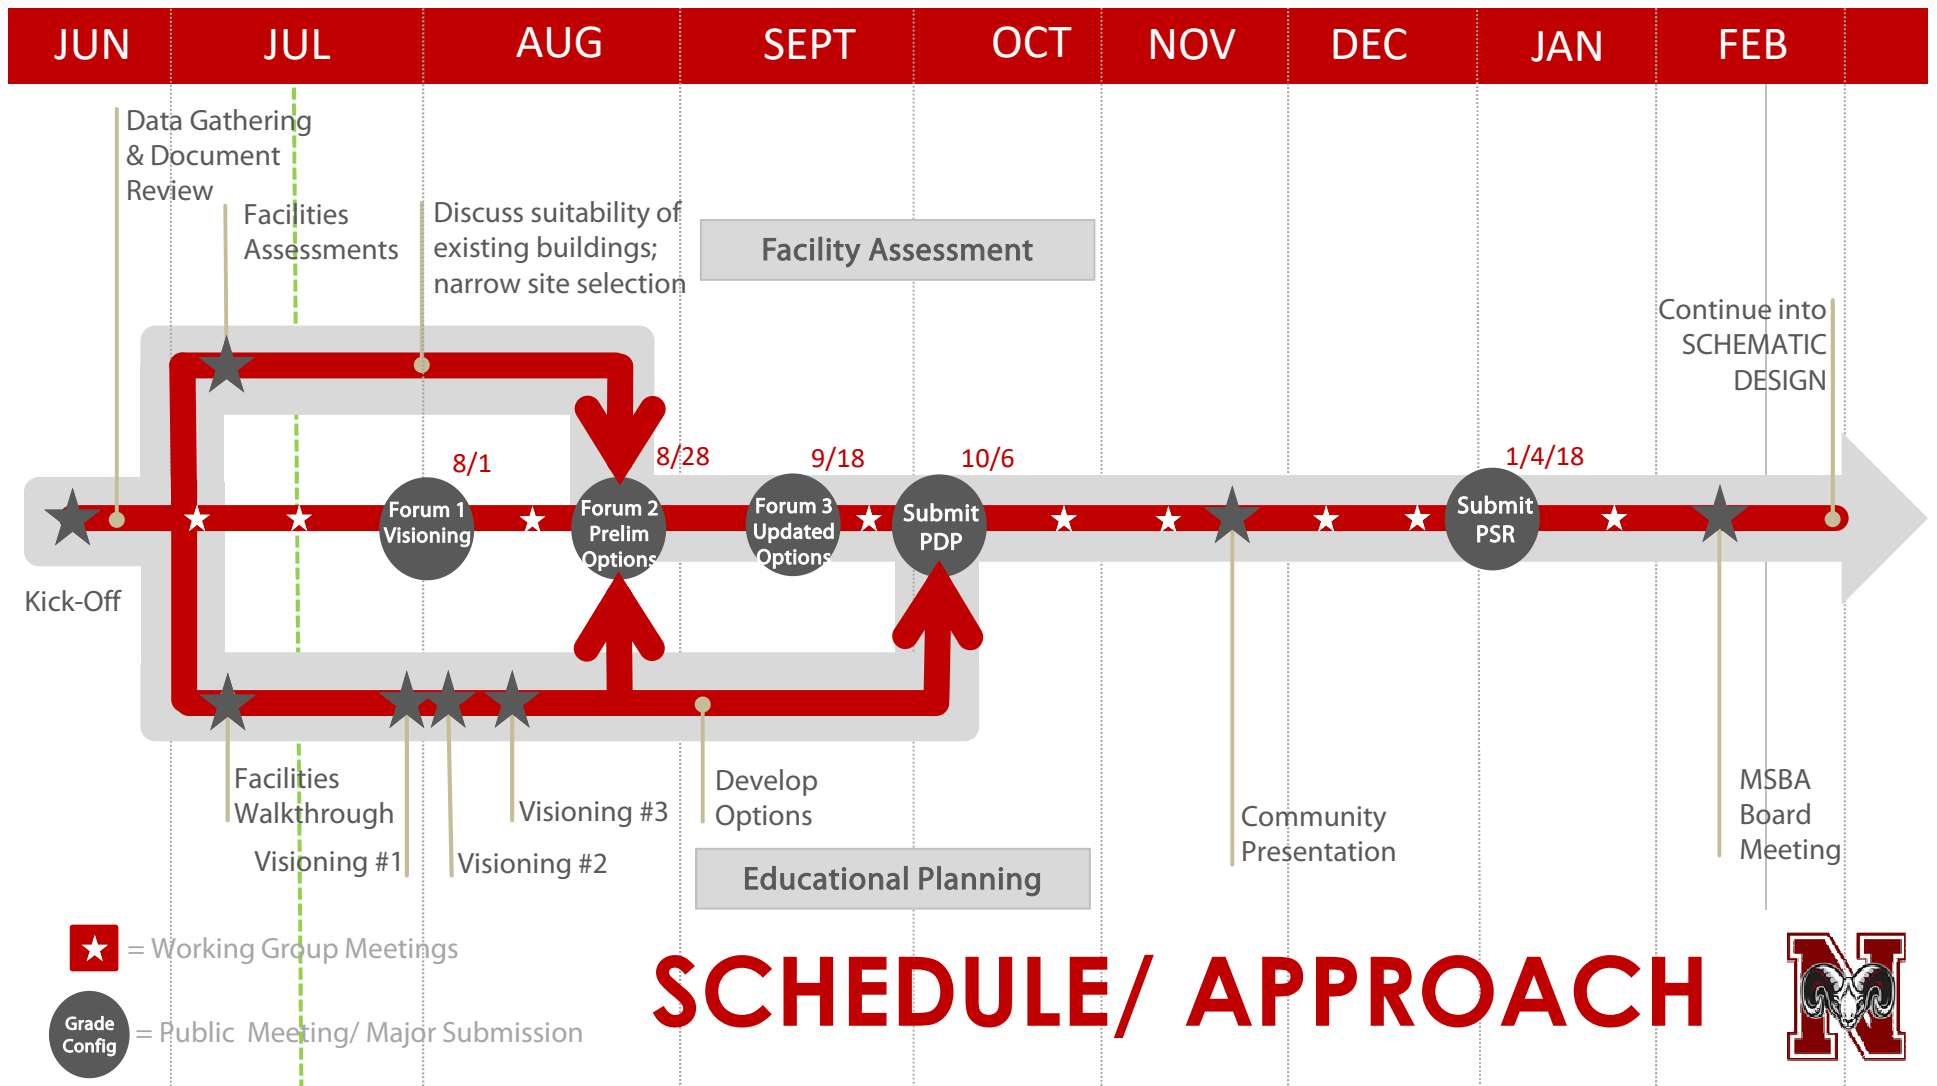 JUN JUL AUG SEPT OCT NOV DEC JAN FEB
Data Gathering
& Document
Review
Facilities
Assessments
Discuss suitability of
existing buildings;
narrow site selection
Facility Assessment
Continue into
SCHEMATIC
DESIGN
8/1
8/28
9/18
10/6
1/4/18
Forum 1
Visioning
Forum 2
Prelim
Options
Forum 3
Updated
Options
Submit
PDP
Submit
PSR
Kick-Off
Facilities
Walkthrough
Visioning #1
Visioning #2
Visioning #3
Develop
Options
Educational Planning
Community
Presentation
MSBA
Board
Meeting
= Working Group Meetings
Grade
Config
= Public Meeting/ Major Submission
SCHEDULE/ APPROACH
N